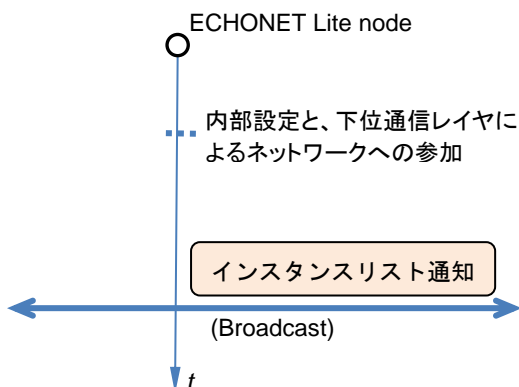 ECHONET Lite node
内部設定と、下位通信レイヤに
よるネットワークへの参加
インスタンスリスト通知
(Broadcast)
t